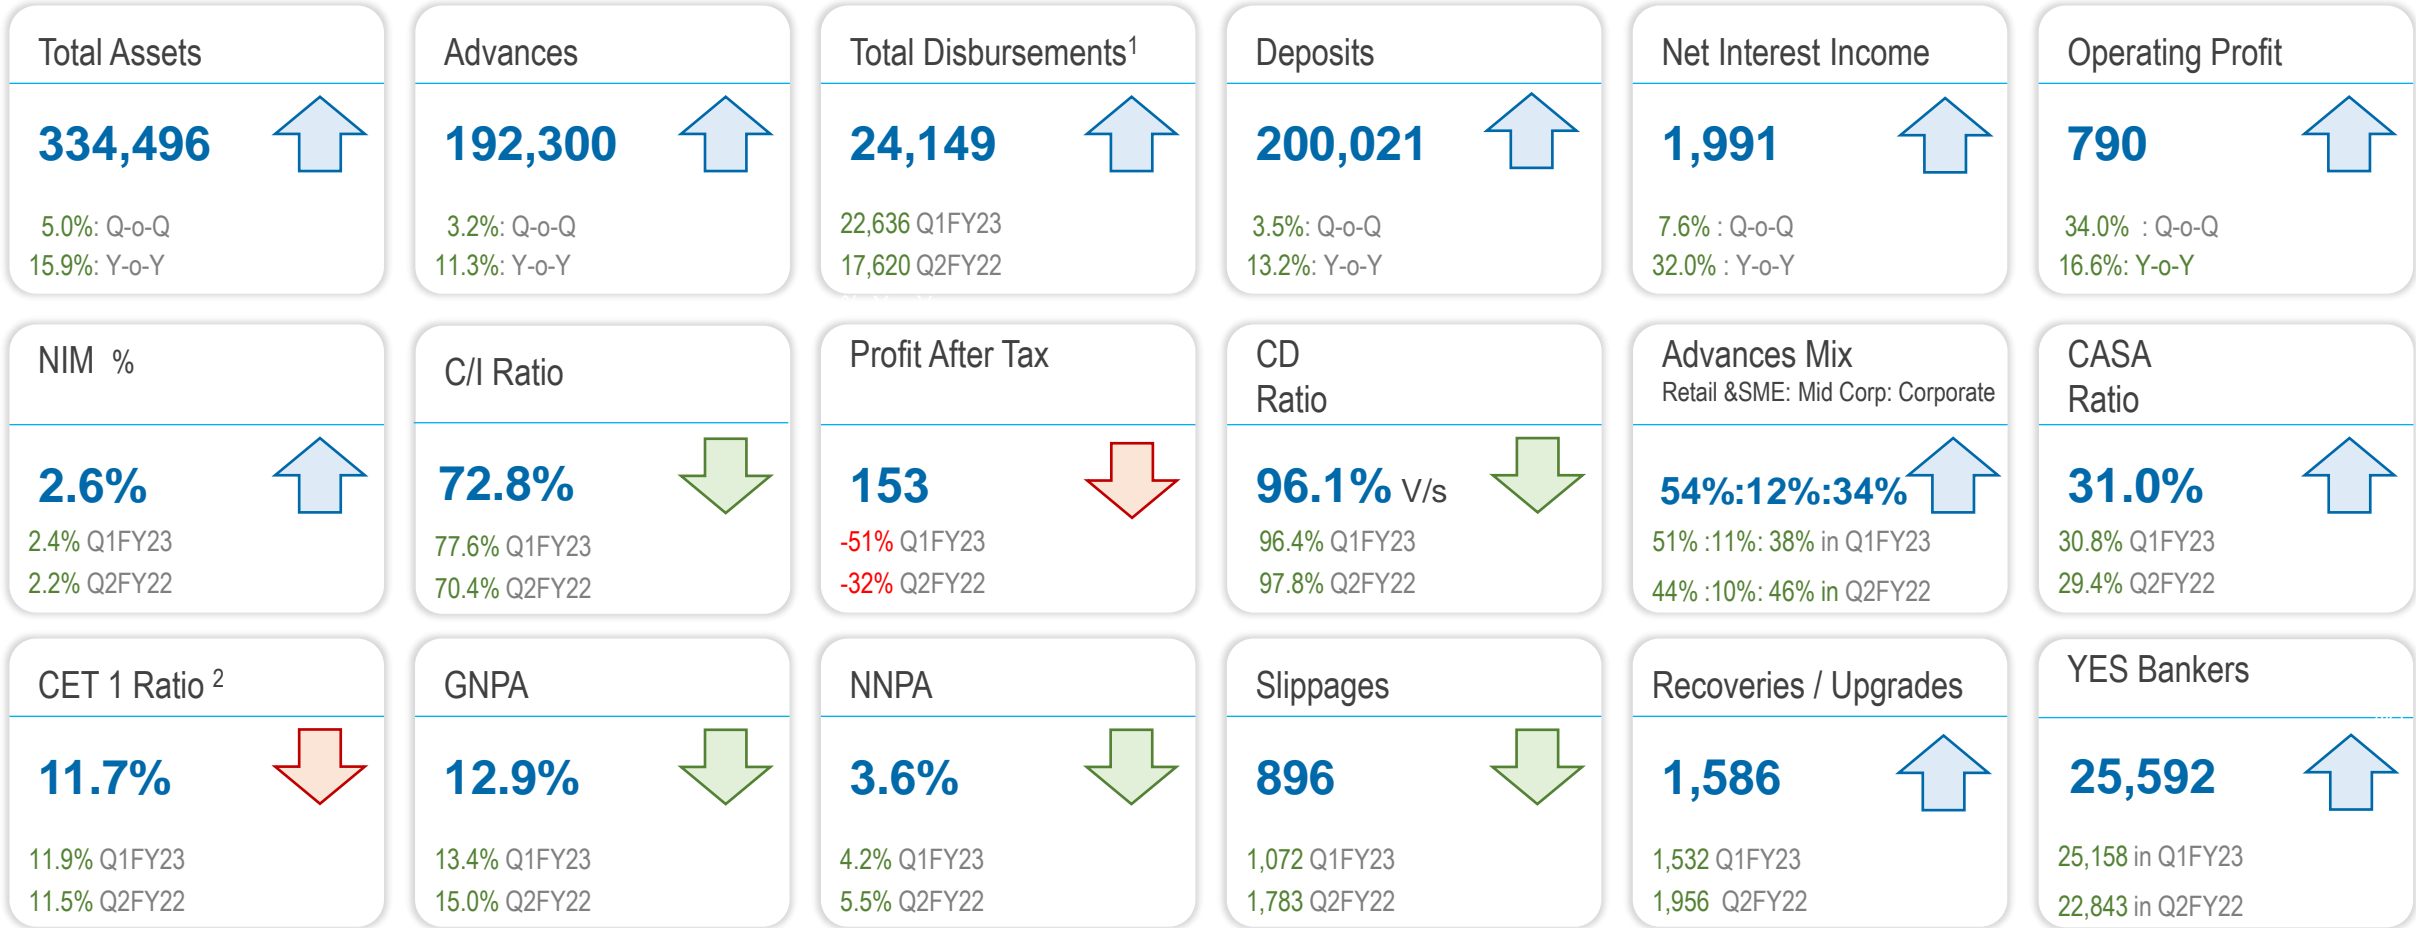 Total Assets
334,496
5.0%: Q-o-Q
15.9%: Y-o-Y
Advances
192,300
3.2%: Q-o-Q
11.3%: Y-o-Y
Total Disbursements1
24,149
22,636 Q1FY23
17,620 Q2FY22
Deposits
200,021
3.5%: Q-o-Q
13.2%: Y-o-Y
Net Interest Income
1,991
7.6% : Q-o-Q
32.0% : Y-o-Y
Operating Profit
790
34.0% : Q-o-Q
16.6%: Y-o-Y
NIM %
2.6%
2.4% Q1FY23
2.2% Q2FY22
C/I Ratio
72.8%
77.6% Q1FY23
70.4% Q2FY22
Profit After Tax
153
-51% Q1FY23
-32% Q2FY22
CD
Ratio
96.1% V/s
96.4% Q1FY23
97.8% Q2FY22
Advances Mix
Retail &SME: Mid Corp: Corporate
54%:12%:34%
51% :11%: 38% in Q1FY23
44% :10%: 46% in Q2FY22
CASA
Ratio
31.0%
30.8% Q1FY23
29.4% Q2FY22
CET 1 Ratio 2
11.7%
11.9% Q1FY23
11.5% Q2FY22
GNPA
12.9%
13.4% Q1FY23
15.0% Q2FY22
NNPA
3.6%
4.2% Q1FY23
5.5% Q2FY22
Slippages
896
1,072 Q1FY23
1,783 Q2FY22
Recoveries / Upgrades
1,586
1,532 Q1FY23
1,956 Q2FY22
YES Bankers
25,592
25,158 in Q1FY23
22,843 in Q2FY22